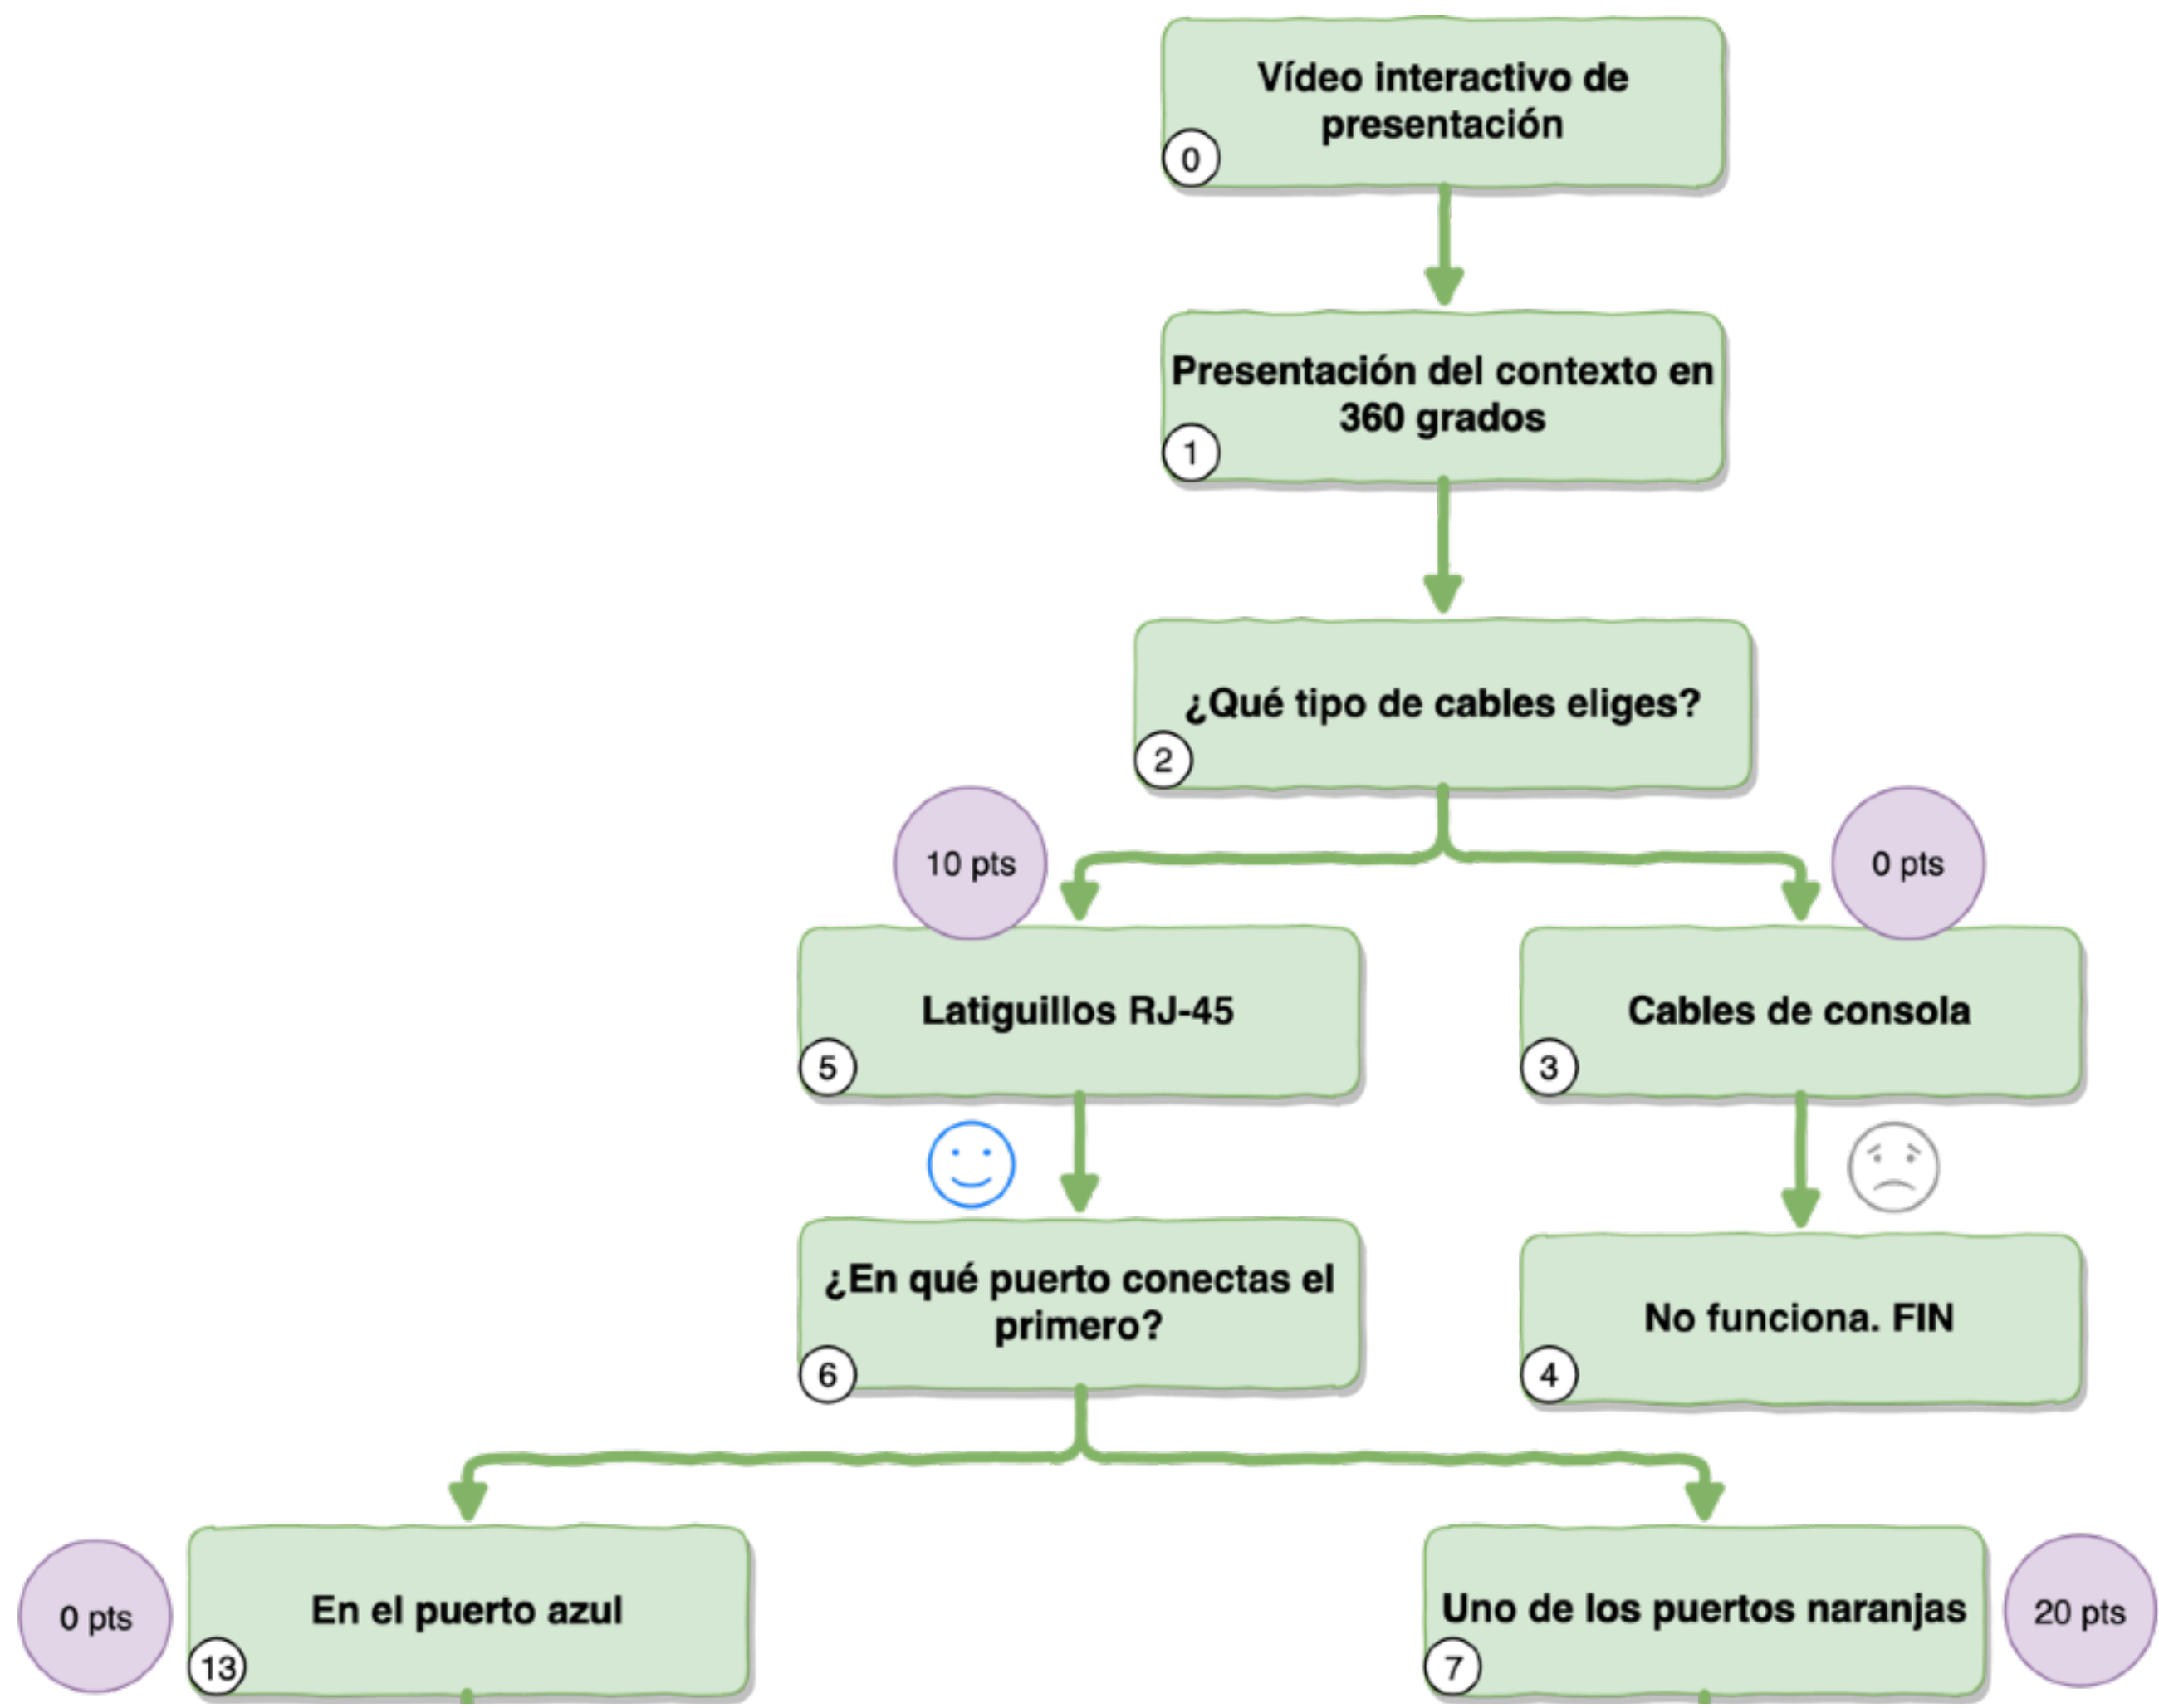 Vídeo interactivo de
presentación
0
Presentación del contexto en
360 grados
1
¿Qué tipo de cables eliges?
2
10 pts
0 pts
Latiguillos RJ-45
5
Cables de consola
3
¿En qué puerto conectas el
primero?
6
No funciona. FIN
4
0 pts
En el puerto azul
13
Uno de los puertos naranjas
7
20 pts